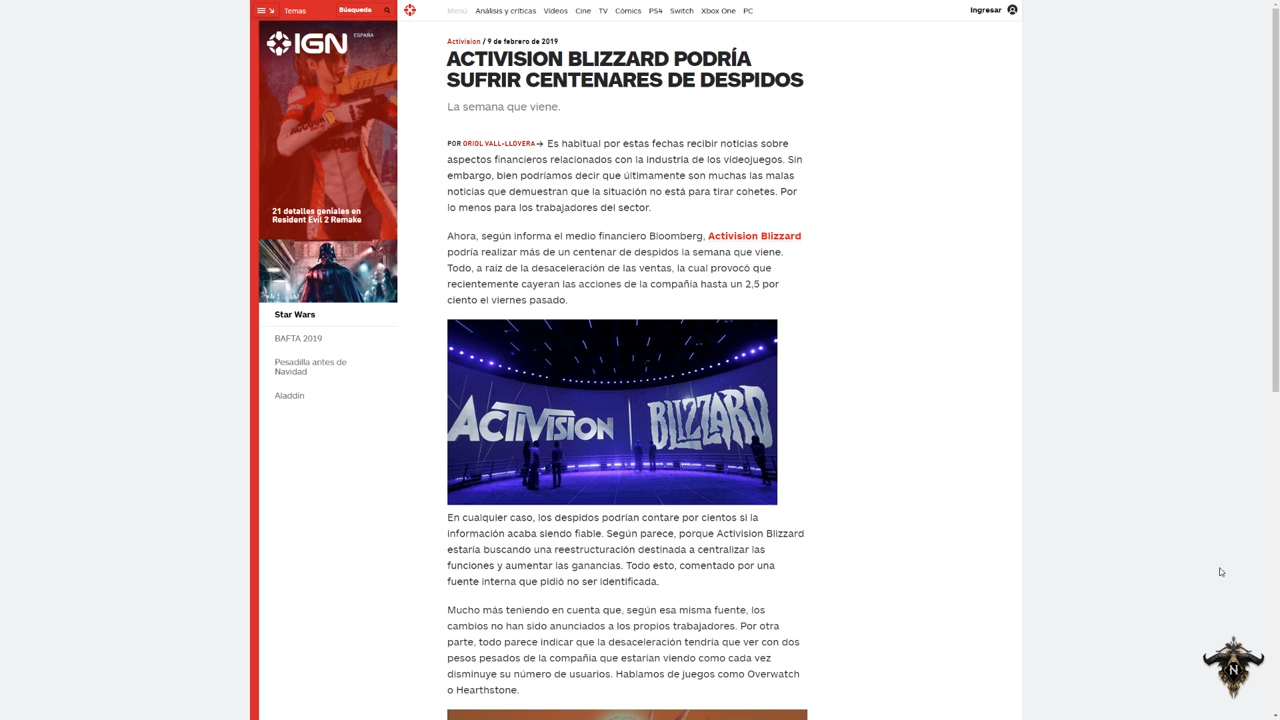 Temas
Búsqueda
Menú Análisis y críticas Vídeos Cine TV Cómics PS4 Switch Xbox One PC
Ingresar
IGN
ESPAÑA
21 detalles geniales en
Resident Evil 2 Remake
Star Wars
BAFTA 2019
Pesadilla antes de
Navidad
Aladdin
Activision / 9 de febrero de 2019
ACTIVISION BLIZZARD PODRÍA
SUFRIR CENTENARES DE DESPIDOS
La semana que viene.
POR ORIOL VALL-LLOVERA → Es habitual por estas fechas recibir noticias sobre
aspectos financieros relacionados con la industria de los videojuegos. Sin
embargo, bien podríamos decir que últimamente son muchas las malas
noticias que demuestran que la situación no está para tirar cohetes. Por
lo menos para los trabajadores del sector.
Ahora, según informa el medio financiero Bloomberg, Activision Blizzard
podría realizar más de un centenar de despidos la semana que viene.
Todo, a raíz de la desaceleración de las ventas, la cual provocó que
recientemente cayeran las acciones de la compañía hasta un 2,5 por
ciento el viernes pasado.
ACTIVISION | BLIZZARD
En cualquier caso, los despidos podrían contare por cientos si la
información acaba siendo fiable. Según parece, porque Activision Blizzard
estaría buscando una reestructuración destinada a centralizar las
funciones y aumentar las ganancias. Todo esto, comentado por una
fuente interna que pidió no ser identificada.
Mucho más teniendo en cuenta que, según esa misma fuente, los
cambios no han sido anunciados a los propios trabajadores. Por otra
parte, todo parece indicar que la desaceleración tendría que ver con dos
pesos pesados de la compañía que estarían viendo como cada vez
disminuye su número de usuarios. Hablamos de juegos como Overwatch
o Hearthstone.
N